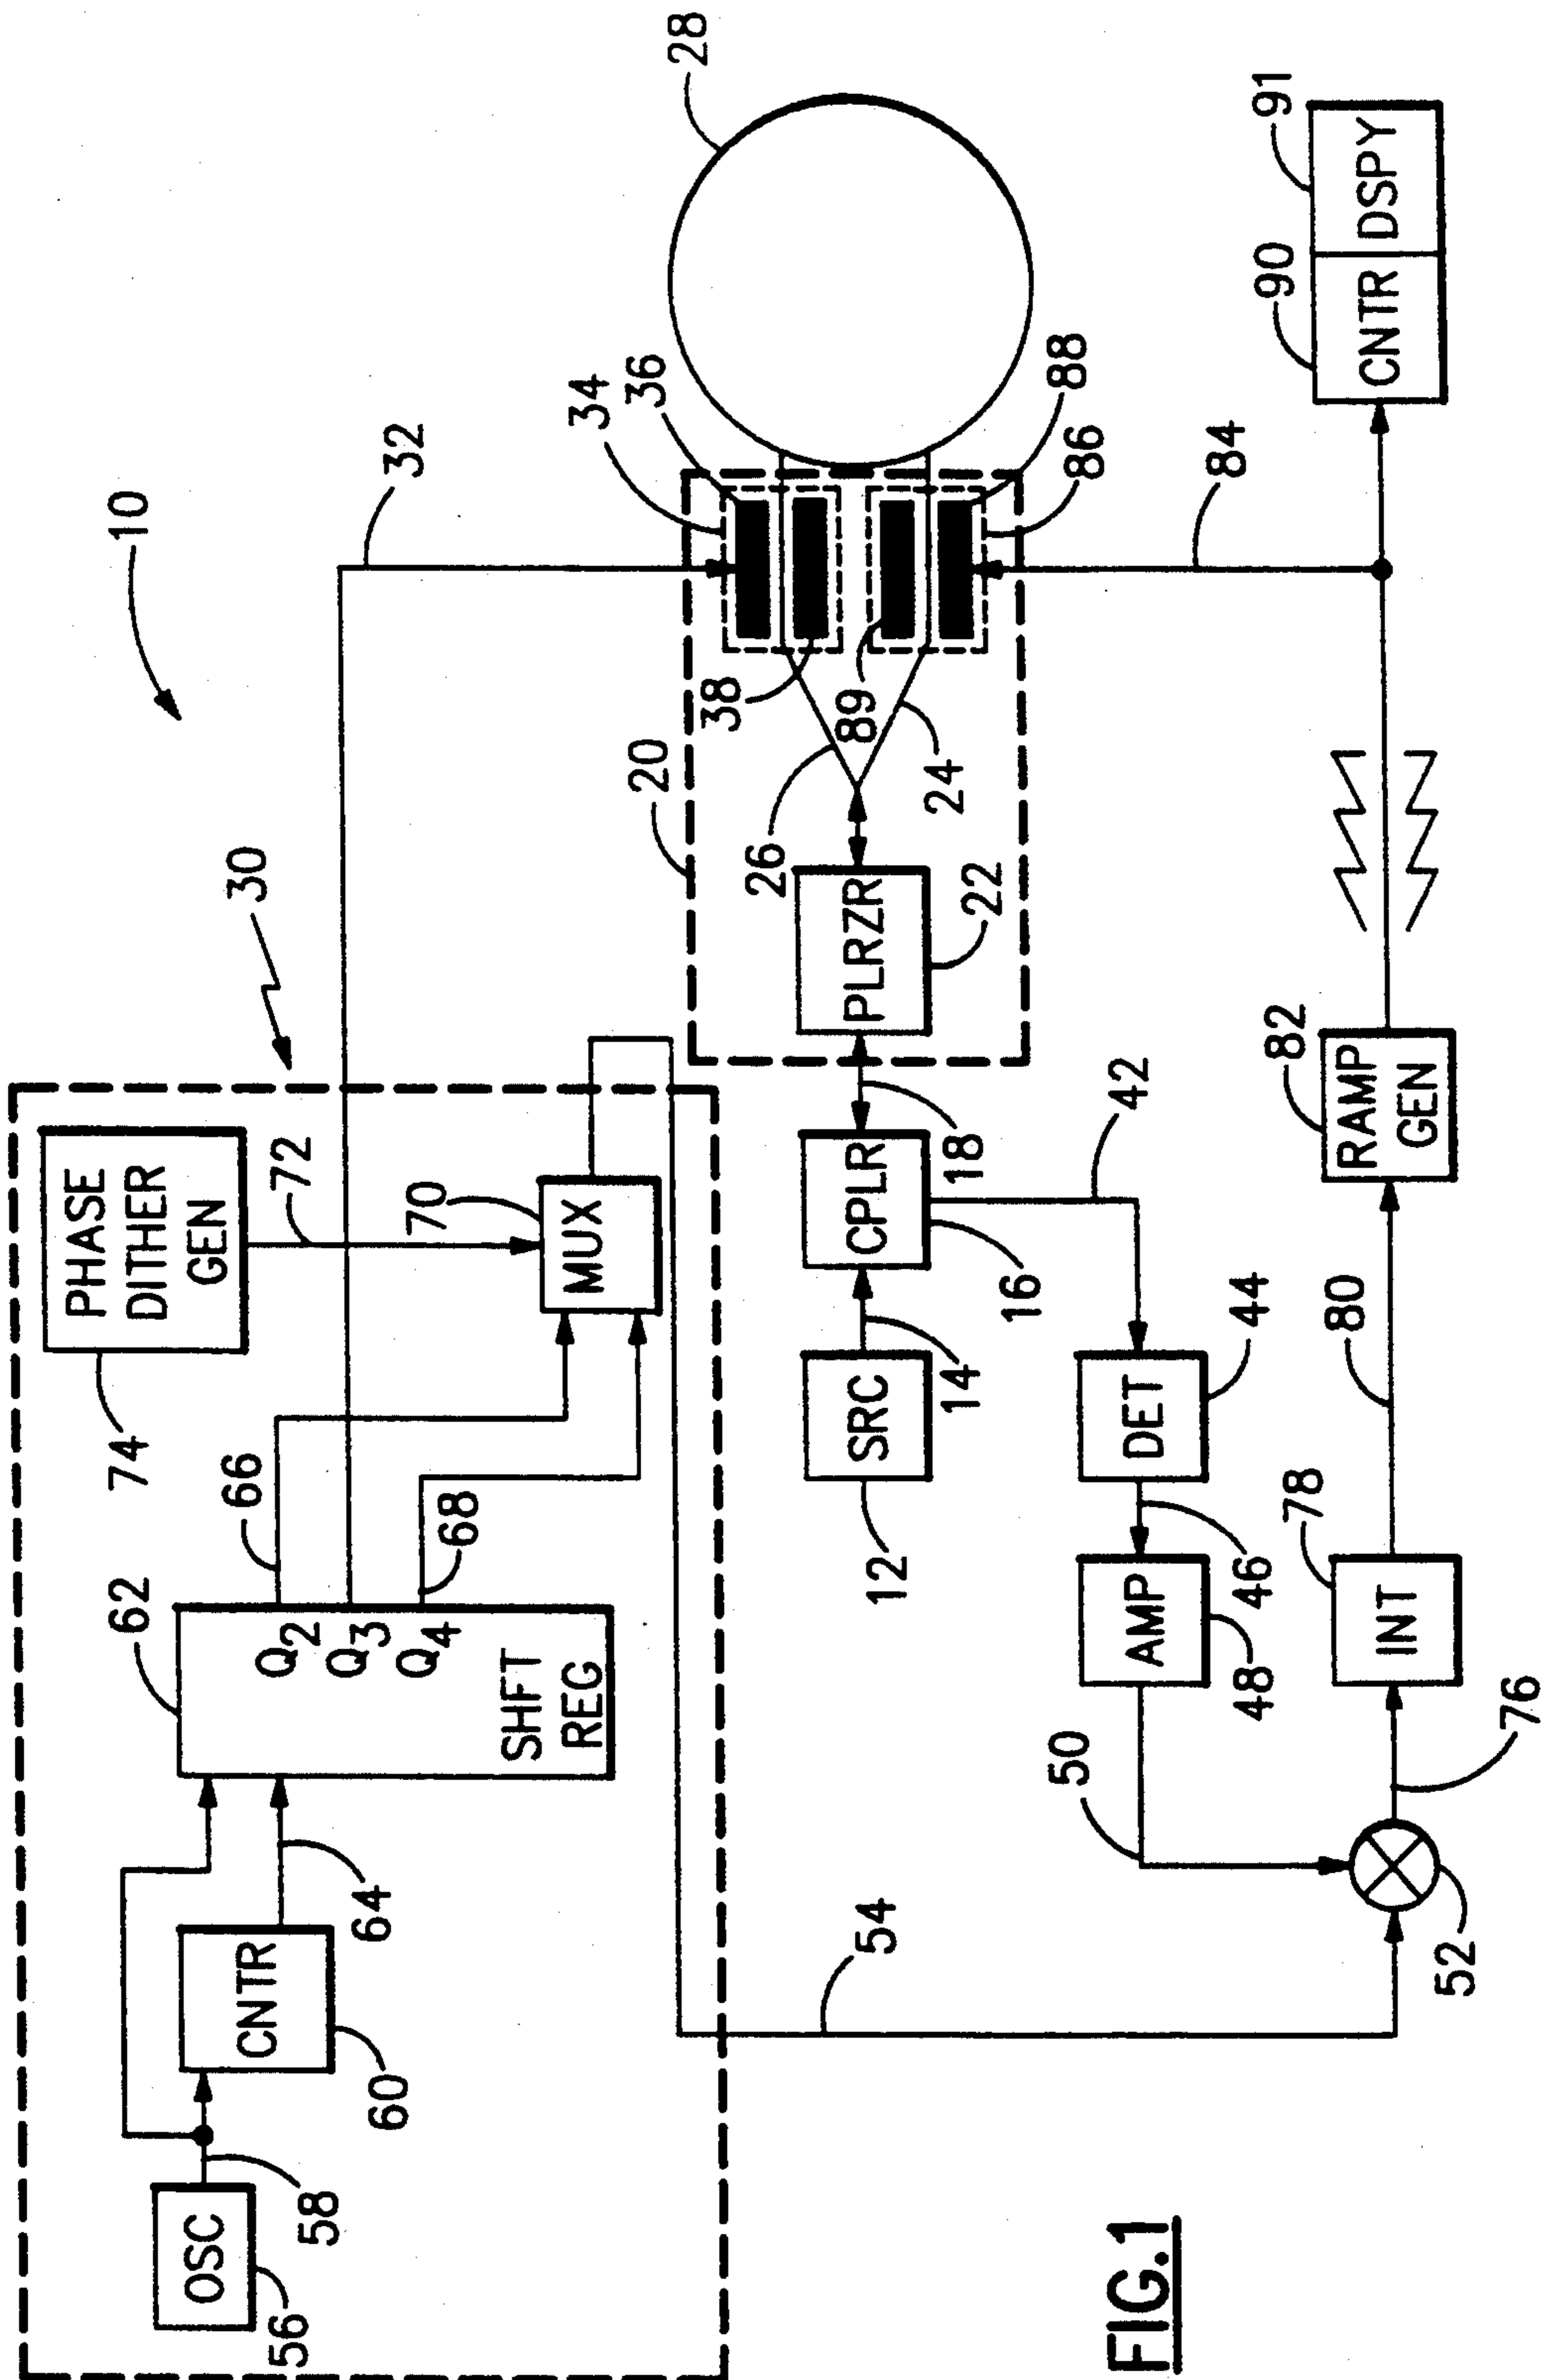 10
30
PHASE
DITHER
GEN
74
72
70
MUX
32
62
66
68
Q2
Q3
Q4
SHFT
REG
64
CNTR
60
58
OSC
56
54
28
34
36
38
20
26
89
24
88
86
84
PLRZR
22
18
CPLR
16
42
14
SRC
12
DET
44
46
AMP
48
50
52
76
INT
78
80
RAMP
GEN
82
90
91
CNTR
DSPY
FIG.1